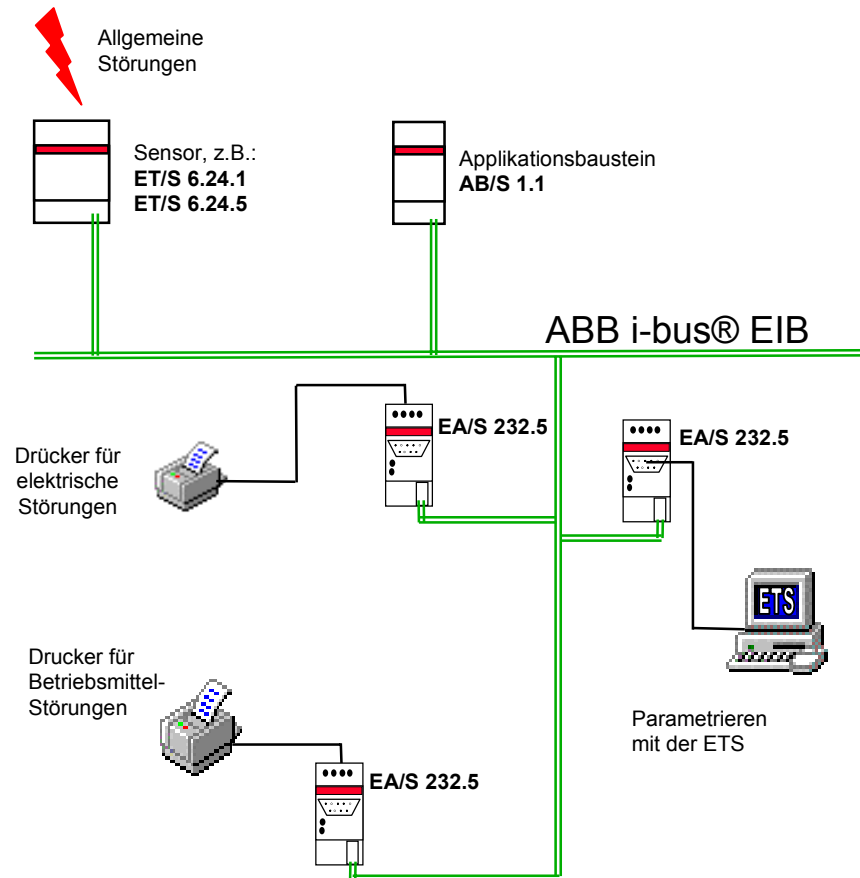 Allgemeine
Störungen
Sensor, z.B.:
ET/S 6.24.1
ET/S 6.24.5
Applikationsbaustein
AB/S 1.1
ABB i-bus® EIB
EA/S 232.5
EA/S 232.5
Drücker für
elektrische
Störungen
ETS
Drucker für
Betriebsmittel-
Störungen
Parametrieren
mit der ETS
EA/S 232.5